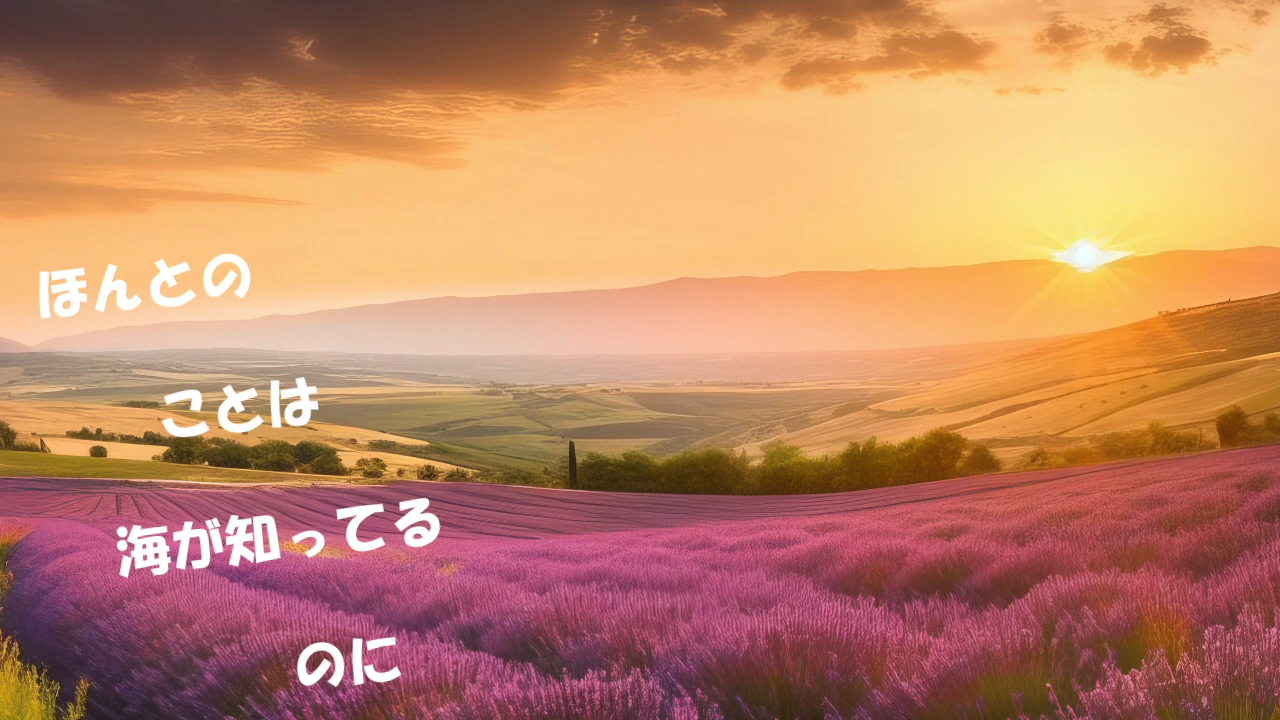 ほんとの
ことは
海が知ってる
のに